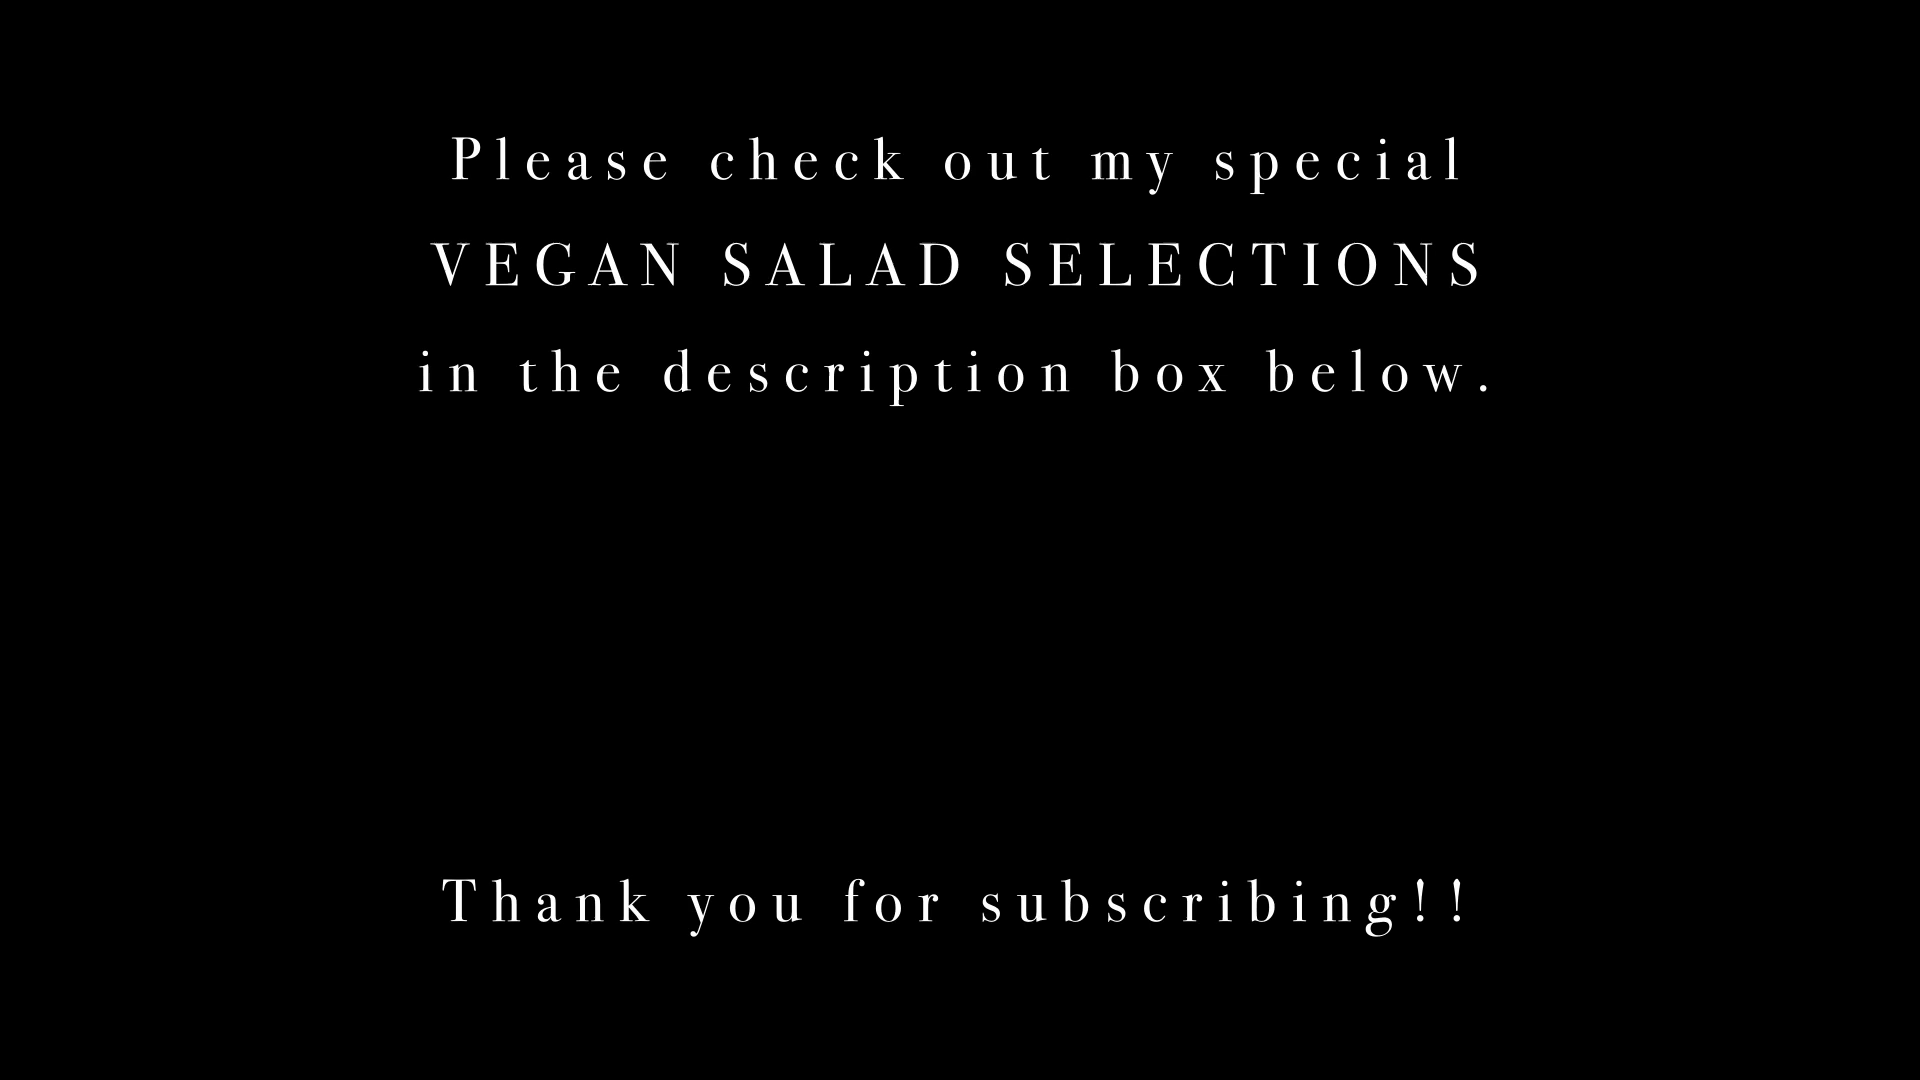 Please check out my special
VEGAN SALAD SELECTIONS
in the description box below.
Thank you for subscribing!!